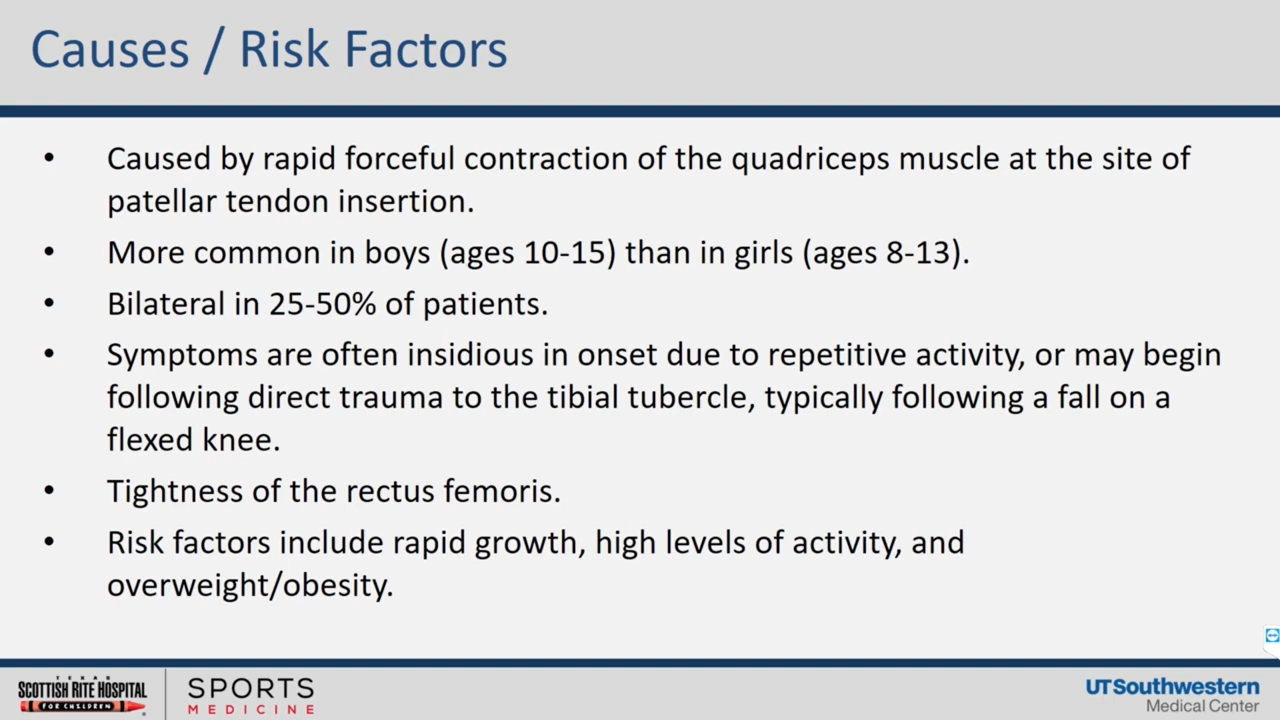 Causes / Risk Factors
• Caused by rapid forceful contraction of the quadriceps muscle at the site of
patellar tendon insertion.
• More common in boys (ages 10-15) than in girls (ages 8-13).
• Bilateral in 25-50% of patients.
• Symptoms are often insidious in onset due to repetitive activity, or may begin
following direct trauma to the tibial tubercle, typically following a fall on a
flexed knee.
• Tightness of the rectus femoris.
• Risk factors include rapid growth, high levels of activity, and
overweight/obesity.
TEXAS
SCOTTISH RITE HOSPITAL
FOR CHILDREN
SPORTS
MEDICINE
UTSouthwestern
Medical Center